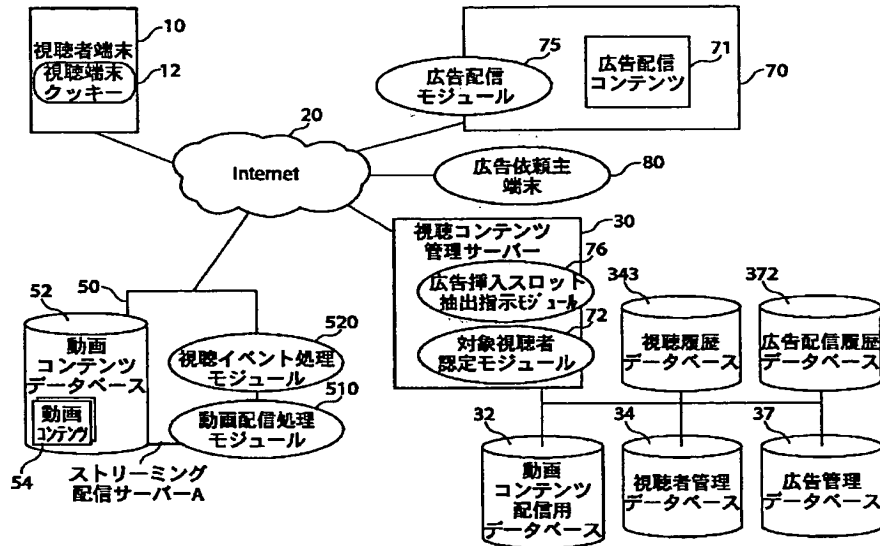 10
視聴者端末
視聴端末
クッキー
12
75
広告配信
モジュール
広告配信
コンテンツ
71
70
20
Internet
広告依頼主
端末
80
30
視聴コンテンツ
管理サーバー
76
広告挿入スロット
抽出指示ﾓｼﾞｭｰﾙ
72
対象視聴者
認定モジュール
343
視聴履歴
データベース
372
広告配信履歴
データベース
52
50
動画
コンテンツ
データベース
動画
ｺﾝﾃﾝﾂ
54
520
視聴イベント処理
モジュール
510
動画配信処理
モジュール
ストリーミング
配信サーバーA
32
動画
コンテンツ
配信用
データベース
34
視聴者管理
データベース
37
広告管理
データベース